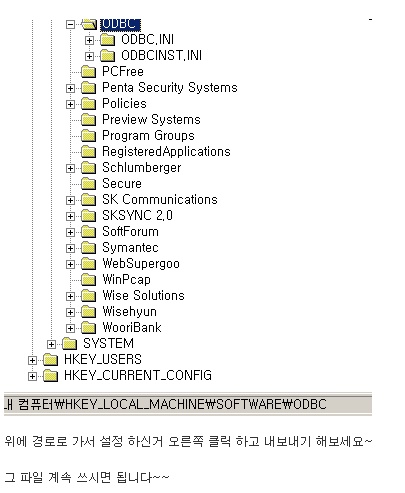 ODBC
ODBC.INI
ODBCINST.INI
PCFree
Penta Security Systems
Policies
Preview Systems
Program Groups
RegisteredApplications
Schlumberger
Secure
SK Communications
SKSYNC 2.0
SoftForum
Symantec
WebSupergoo
WinPcap
Wise Solutions
Wisehyun
WooriBank
SYSTEM
HKEY_USERS
HKEY_CURRENT_CONFIG
내 컴퓨터₩HKEY_LOCAL_MACHINE₩SOFTWARE₩ODBC
위에 경로로 가서 설정 하신거 오른쪽 클릭 하고 내보내기 해보세요~
그 파일 계속 쓰시면 됩니다~~